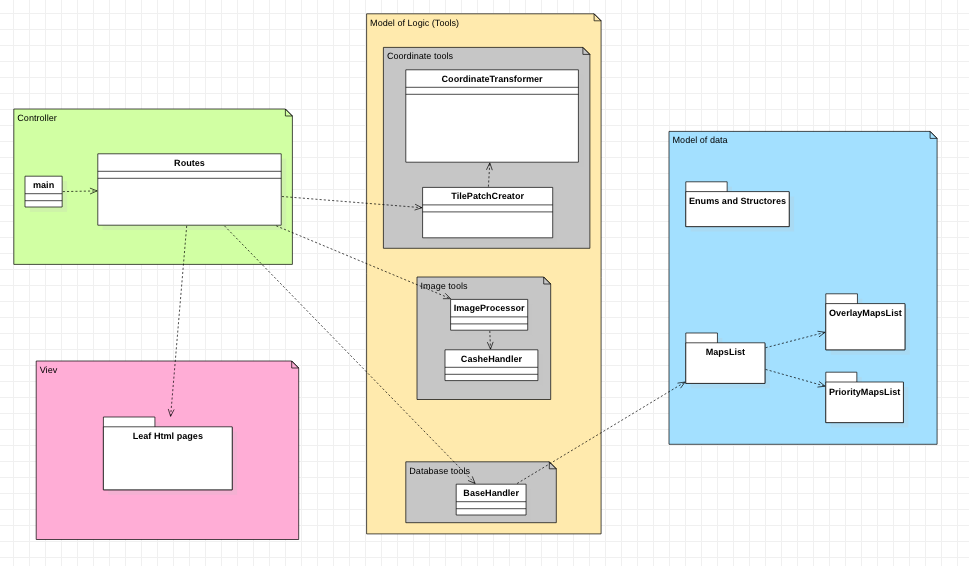 Model of Logic (Tools)
Coordinate tools
CoordinateTransformer
TilePatchCreator
Controller
main
Routes
Image tools
ImageProcessor
CasheHandler
Database tools
BaseHandler
Viev
Leaf Html pages
Model of data
Enums and Structores
MapsList
OverlayMapsList
PriorityMapsList